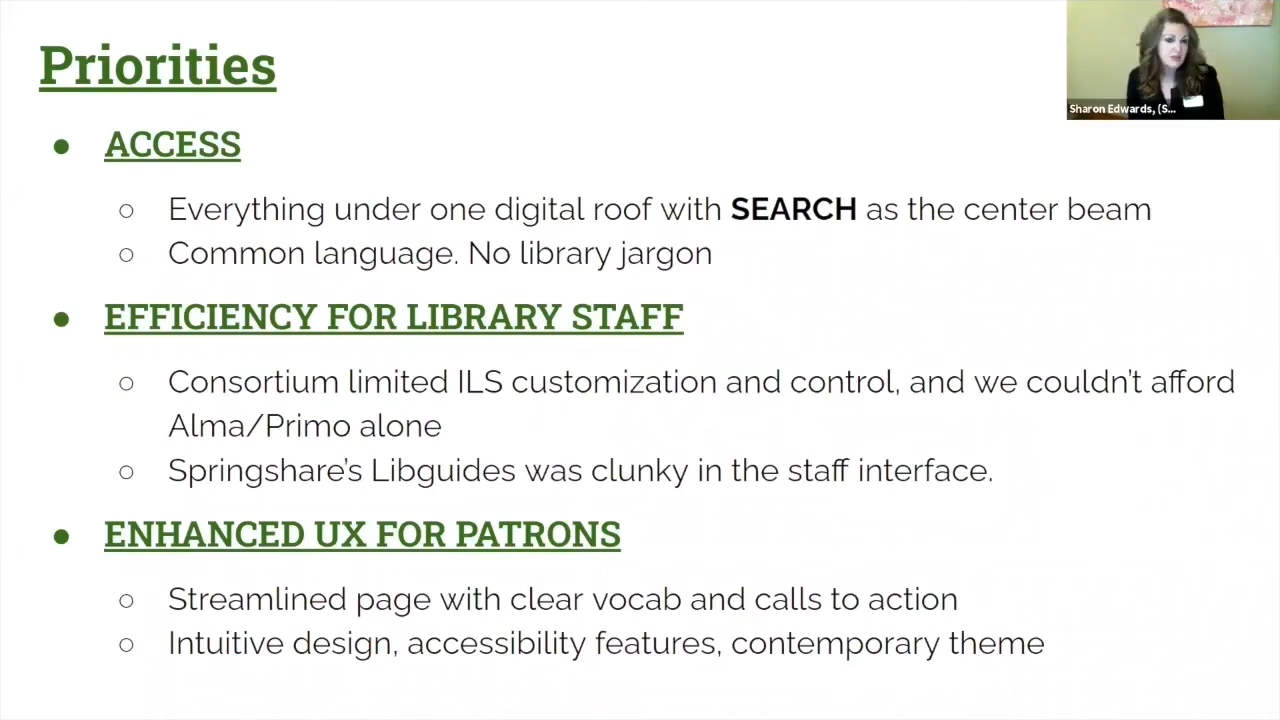 Priorities
Sharon Edwards, (S...
● ACCESS
○ Everything under one digital roof with SEARCH as the center beam
○ Common language. No library jargon
● EFFICIENCY FOR LIBRARY STAFF
○ Consortium limited ILS customization and control, and we couldn't afford
Alma/Primo alone
○ Springshare's Libguides was clunky in the staff interface.
● ENHANCED UX FOR PATRONS
○ Streamlined page with clear vocab and calls to action
○ Intuitive design, accessibility features, contemporary theme